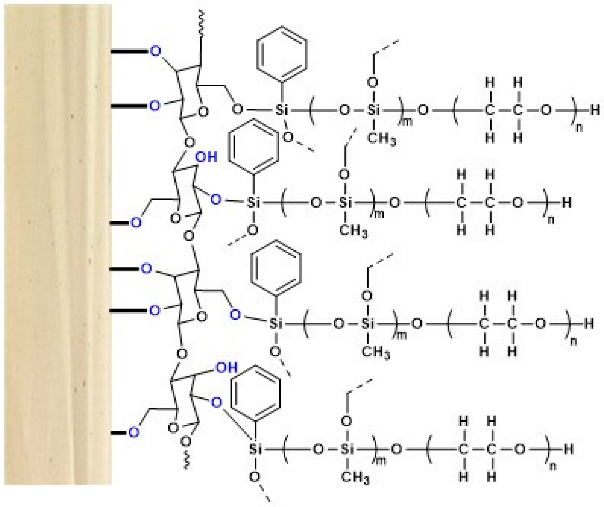 O
O H H
O O O Si O Si O C C O H
m n
O O CH3 H H
O
OH O H H
O O Si O Si O C C O H
O m n
O O CH3 H H
O
O O H H
O O O Si O Si O C C O H
m n
O O CH3 H H
OH
O O H H
O
O O Si O Si O C C O H
m n
O CH3 H H